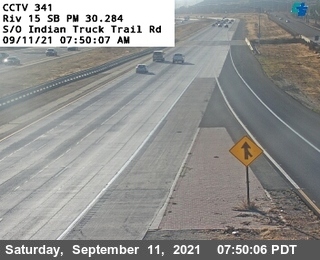 CCTV 341
Riv 15 SB PM 30.284
S/O Indian Truck Trail Rd
09/11/21 07:50:07 AM
Saturday, September 11, 2021 07:50:06 PDT